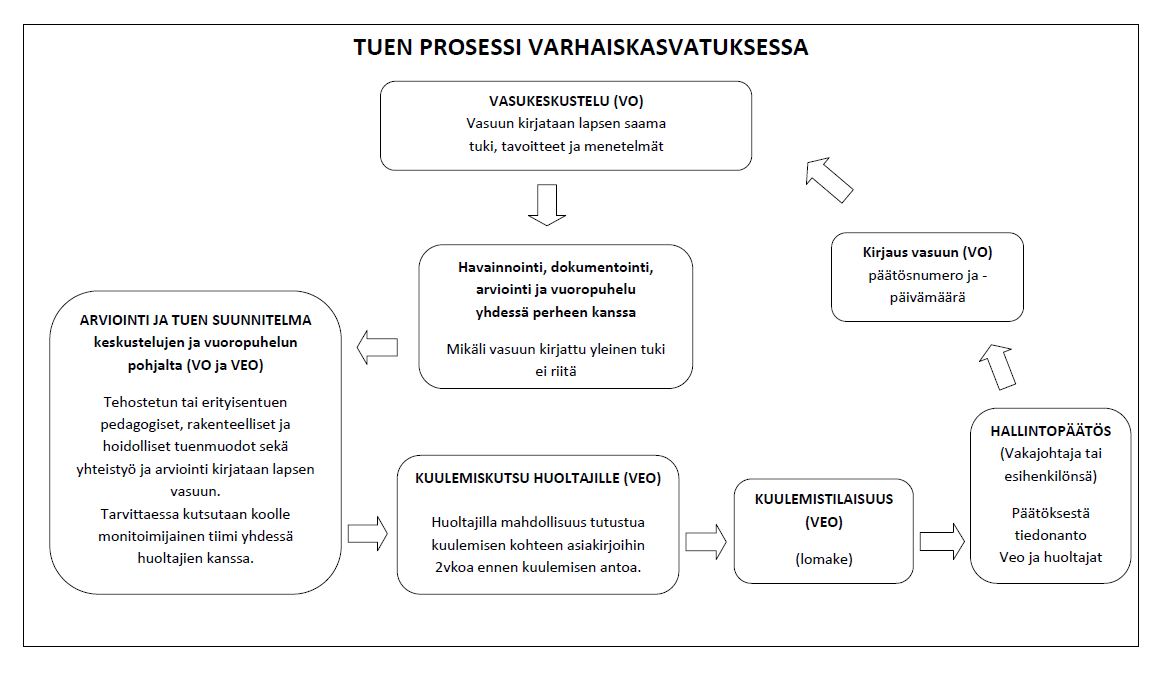 TUEN PROSESSI VARHAISKASVATUKSESSA
VASUKESKUSTELU (VO)
Vasuun kirjataan lapsen saama
tuki, tavoitteet ja menetelmät
Havainnointi, dokumentointi,
arviointi ja vuoropuhelu
yhdessä perheen kanssa
Mikäli vasuun kirjattu yleinen tuki
ei riitä
ARVIOINTI JA TUEN SUUNNITELMA
keskustelujen ja vuoropuhelun
pohjalta (VO ja VEO)
Tehostetun tai erityisentuen
pedagogiset, rakenteelliset ja
hoidolliset tuenmuodot sekä
yhteistyö ja arviointi kirjataan lapsen
vasuun.
Tarvittaessa kutsutaan koolle
monitoimijainen tiimi yhdessä
huoltajien kanssa.
KUULEMISKUTSU HUOLTAJILLE (VEO)
Huoltajilla mahdollisuus tutustua
kuulemisen kohteen asiakirjoihin
2vkoa ennen kuulemisen antoa.
KUULEMISTILAISUUS
(VEO)
(lomake)
HALLINTOPÄÄTÖS
(Vakajohtaja tai
esihenkilönsä)
Päätöksestä
tiedonanto
Veo ja huoltajat
Kirjaus vasuun (VO)
päätösnumero ja -
päivämäärä